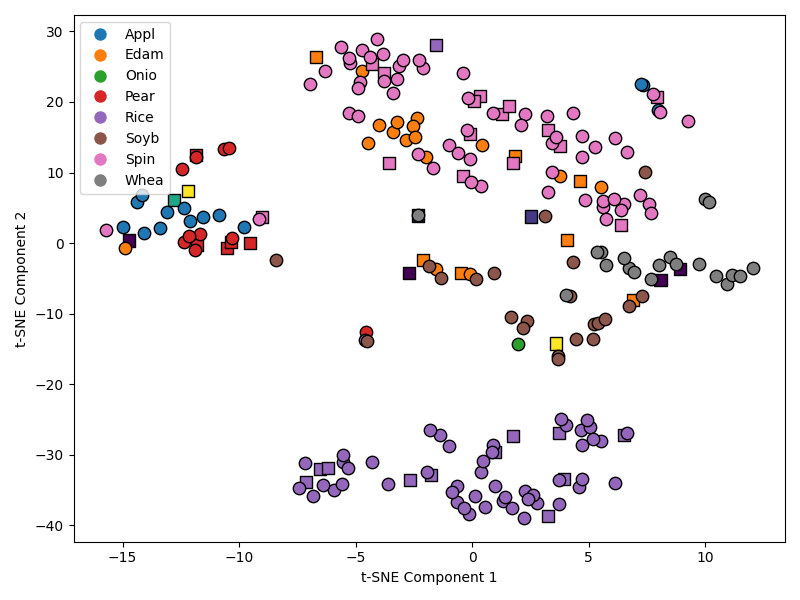 Appl
Edam
Onio
Pear
Rice
Soyb
Spin
Whea
30
20
10
0
−10
−20
−30
−40
t-SNE Component 2
−15 −10 −5 0 5 10
t-SNE Component 1